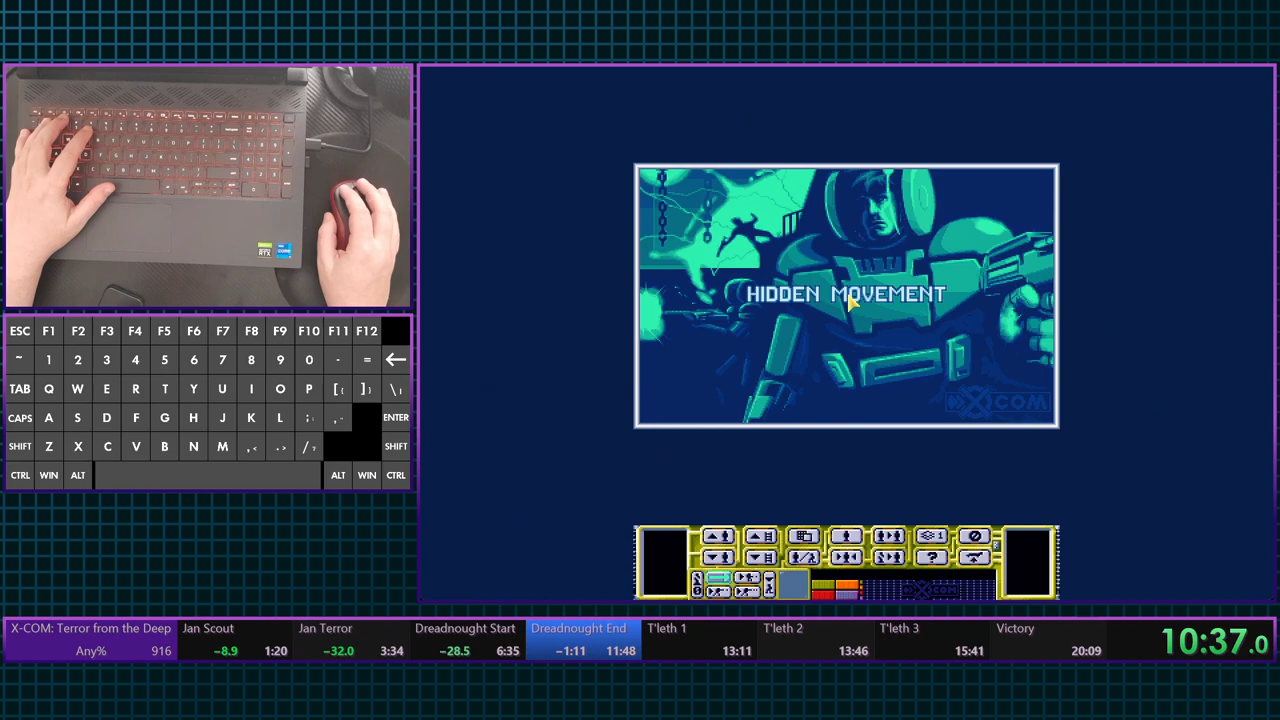 HIDDEN MOVEMENT
X-COM
ESC F1 F2 F3 F4 F5 F6 F7 F8 F9 F10 F11 F12
~ 1 2 3 4 5 6 7 8 9 0 - = ←
TAB Q W E R T Y U I O P [{ ]} \|
CAPS A S D F G H J K L ;: ,- ENTER
SHIFT Z X C V B N M ,< .> /? SHIFT
CTRL WIN ALT ALT WIN CTRL
1
?
X-COM
X-COM: Terror from the Deep
Any% 916
Jan Scout
-8.9 1:20
Jan Terror
-32.0 3:34
Dreadnought Start
-28.5 6:35
Dreadnought End
-1:11 11:48
T'leth 1
13:11
T'leth 2
13:46
T'leth 3
15:41
Victory
20:09
10:37.0